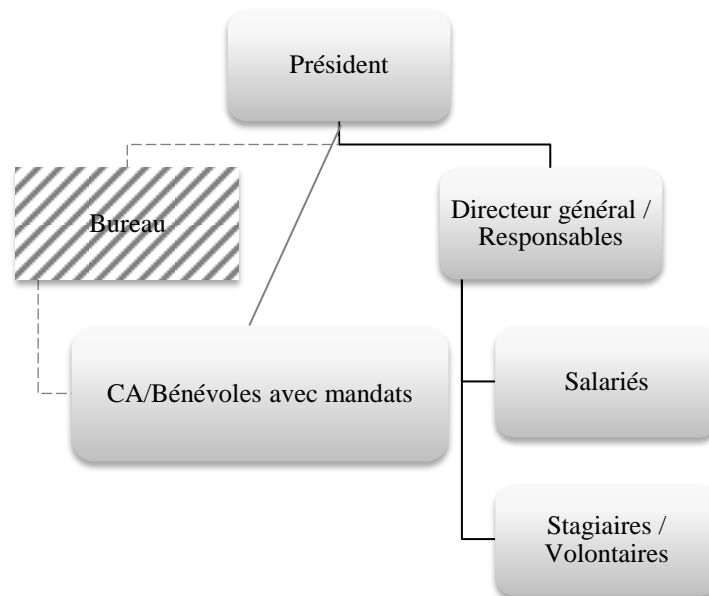 Président
Bureau
Directeur général /
Responsables
CA/Bénévoles avec mandats
Salariés
Stagiaires /
Volontaires